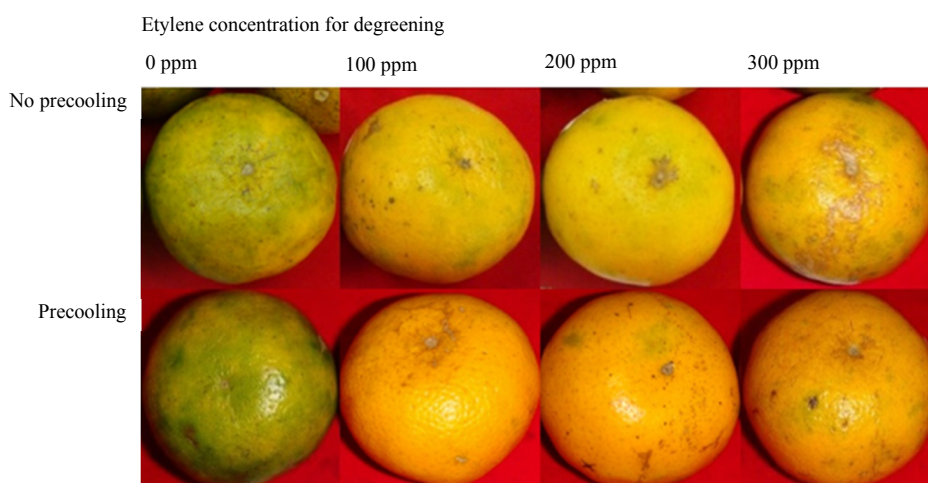 Etylene concentration for degreening
0 ppm
100 ppm
200 ppm
300 ppm
No precooling
Precooling